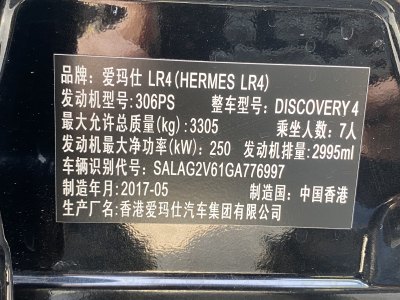 品牌: 爱玛仕 LR4(HERMES LR4)
发动机型号:306PS 整车型号: DISCOVERY 4
最大允许总质量(kg):3305 乘坐人数: 7人
发动机最大净功率(kW): 250 发动机排量:2995ml
车辆识别代号: SALAG2V61GA776997
制造年月:2017-05 制造国: 中国香港
生产厂名:香港爱玛仕汽车集团有限公司